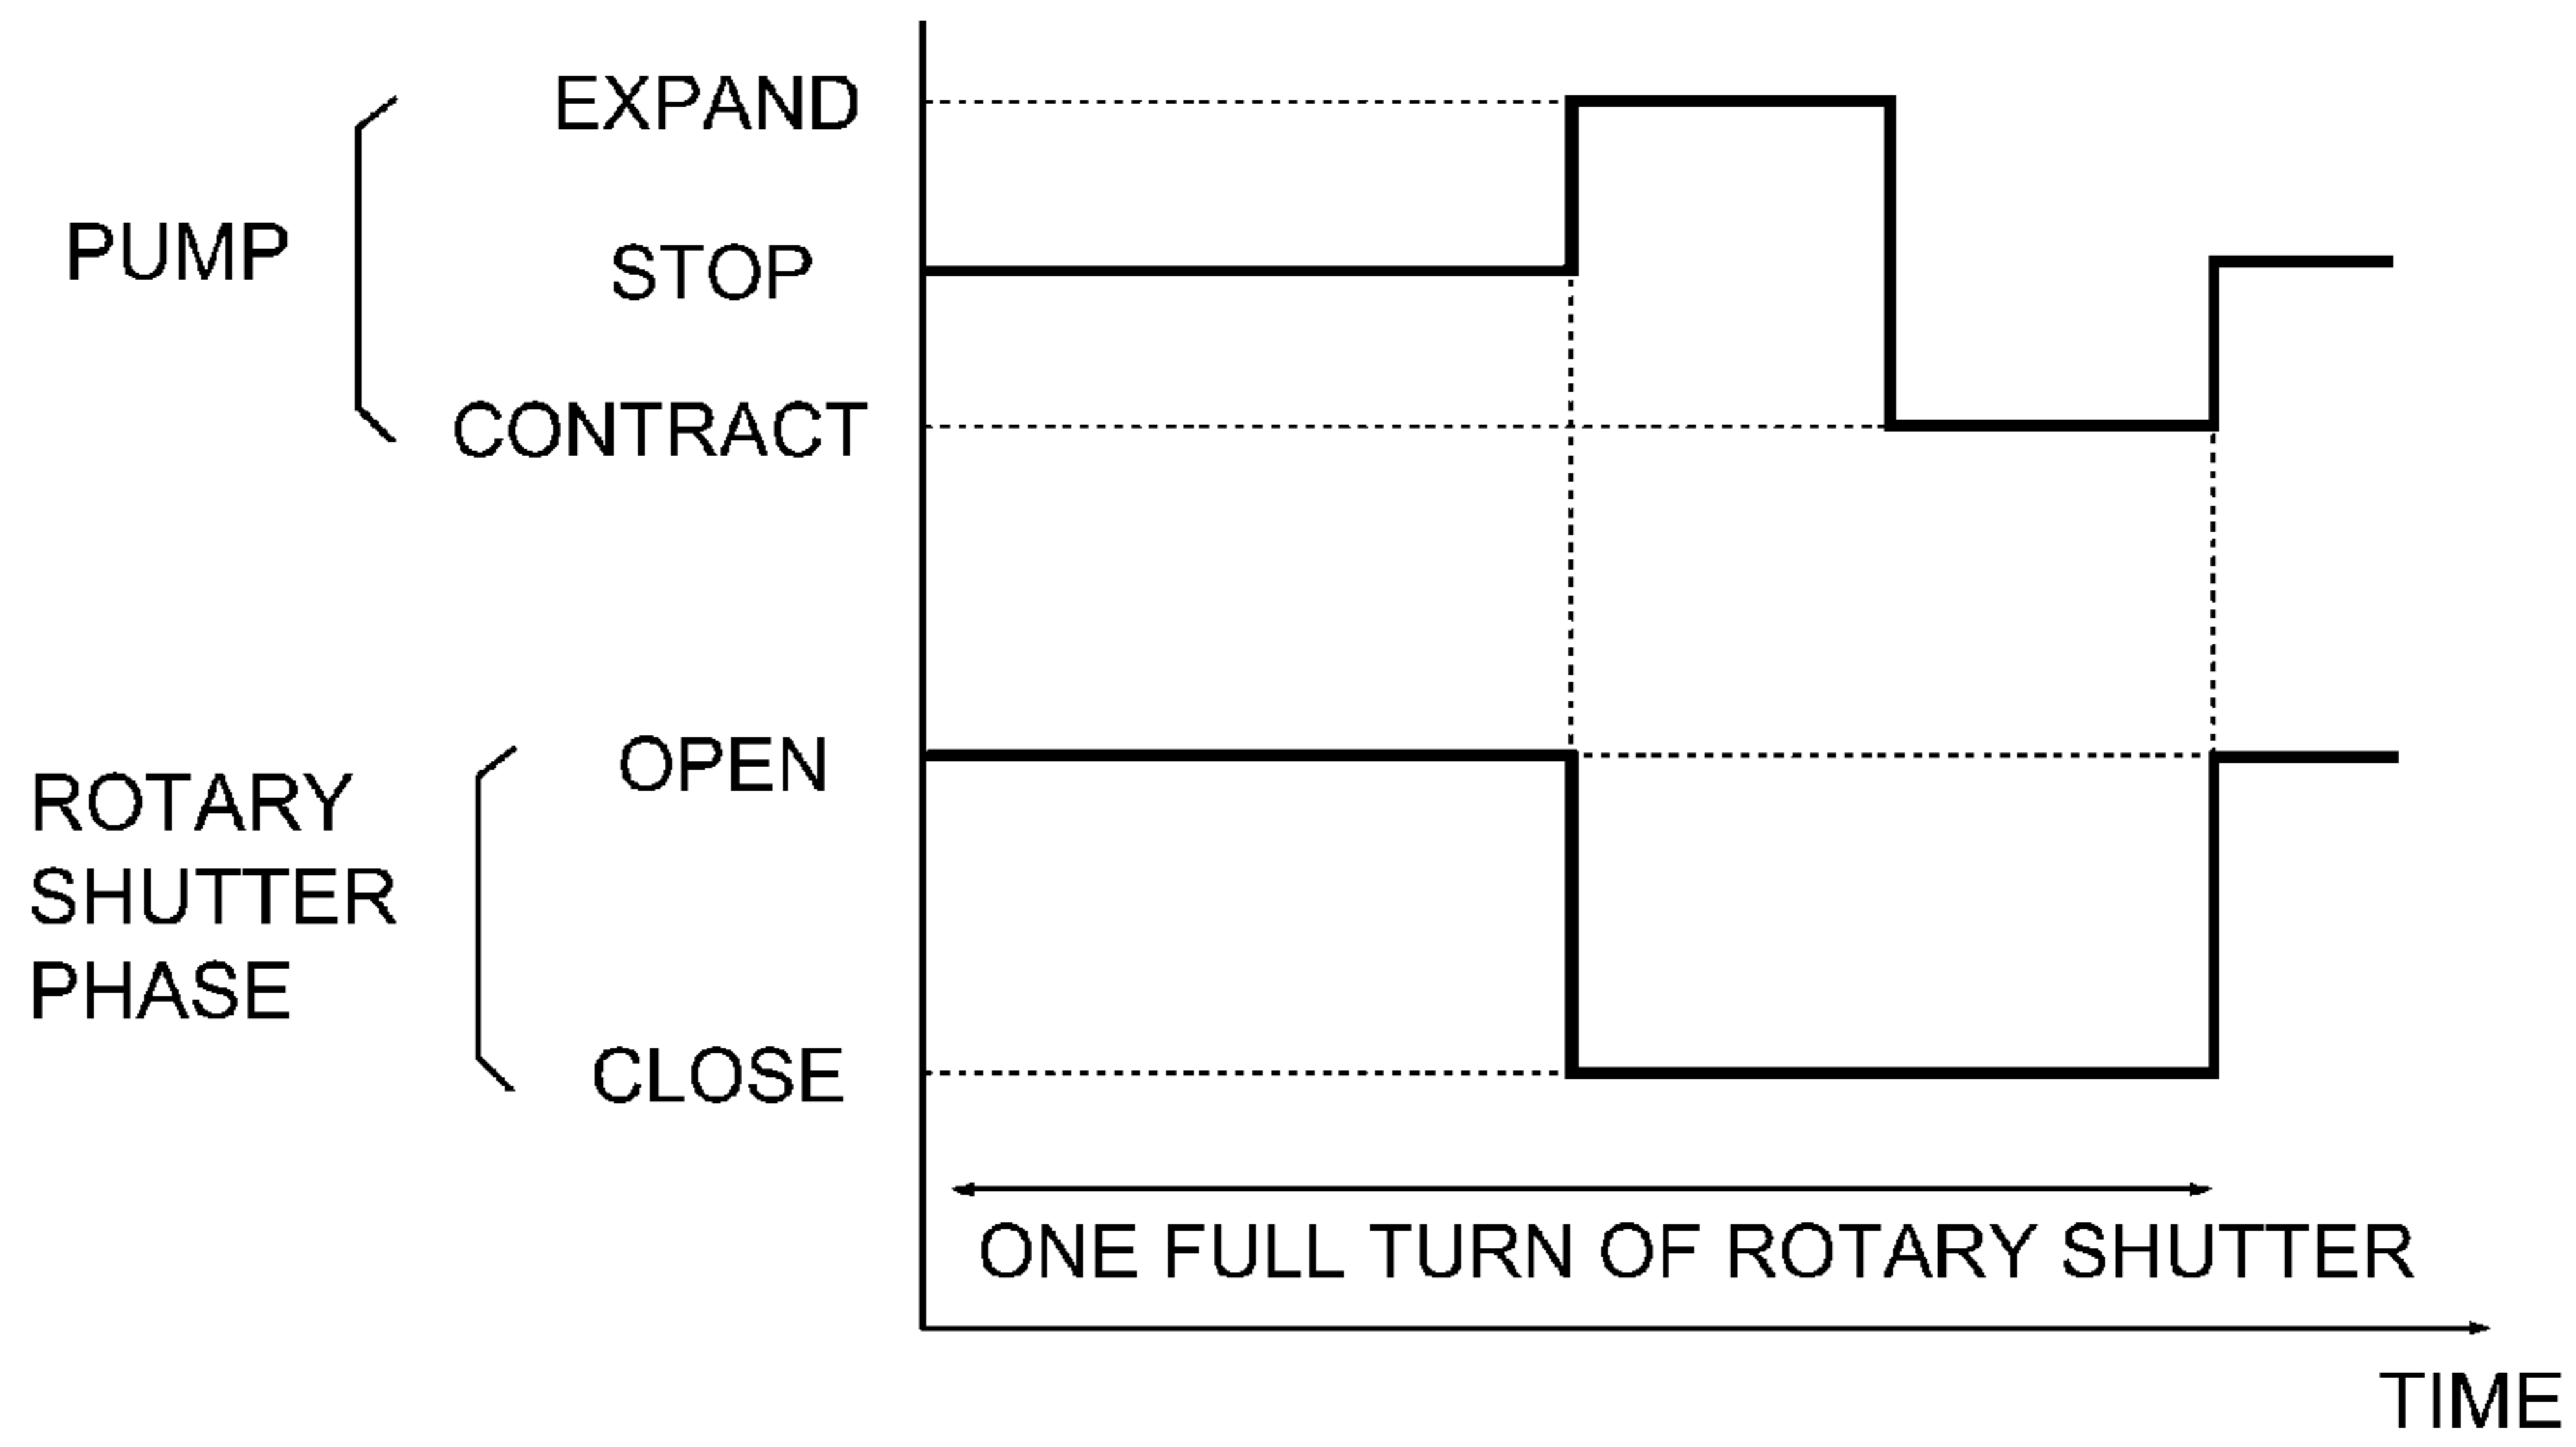 EXPAND
PUMP
STOP
CONTRACT
OPEN
ROTARY
SHUTTER
PHASE
CLOSE
ONE FULL TURN OF ROTARY SHUTTER
TIME